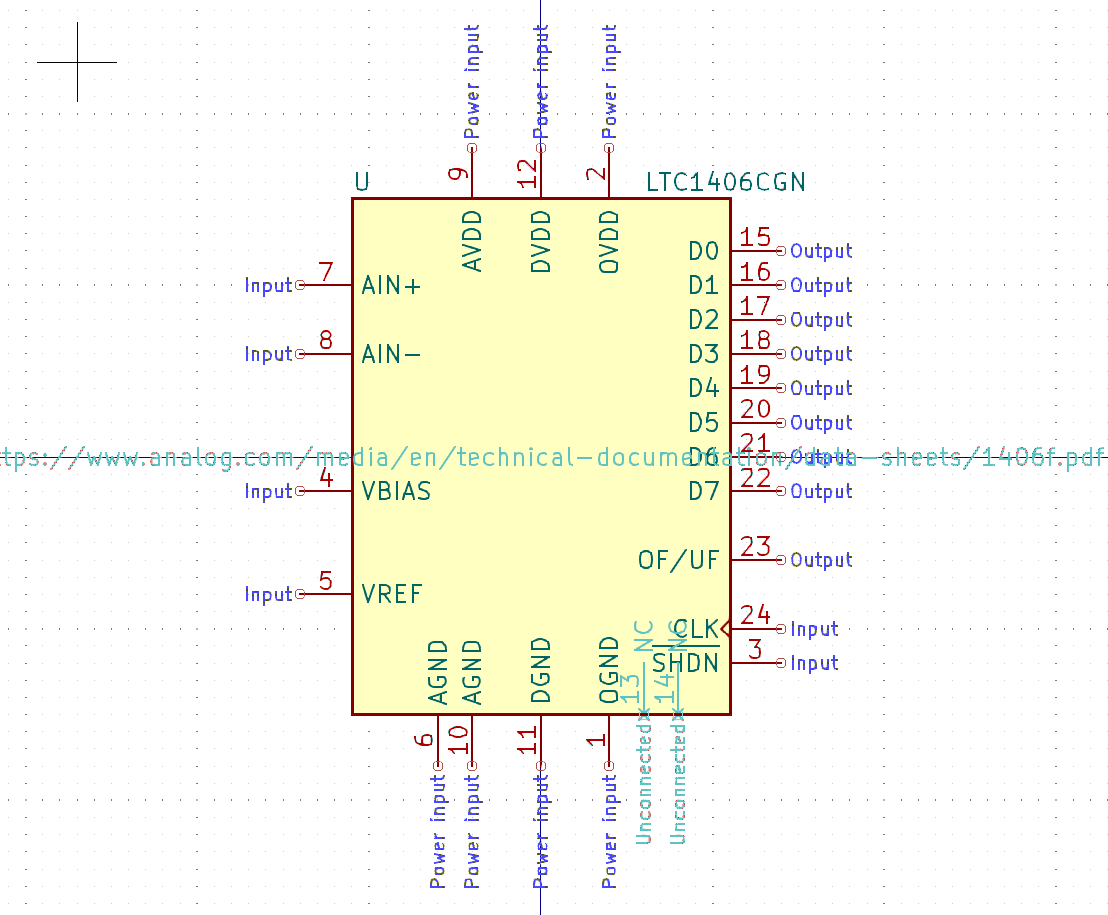 Power input
Power input
Power input
9
12
2
U
LTC1406CGN
AVDD
DVDD
OVDD
D0 15 Output
Input 7 AIN+
D1 16 Output
D2 17 Output
Input 8 AIN-
D3 18 Output
D4 19 Output
D5 20 Output
D6 21 Output
ttps://www.analog.com/media/en/technical-documentation/data-sheets/1406f.pdf
Input 4 VBIAS
D7 22 Output
OF/UF 23 Output
Input 5 VREF
CLK 24 Input
SHDN 3 Input
AGND
AGND
DGND
OGND
NC
NC
13
14
6
10
11
1
Power input
Power input
Power input
Power input
Unconnected
Unconnected